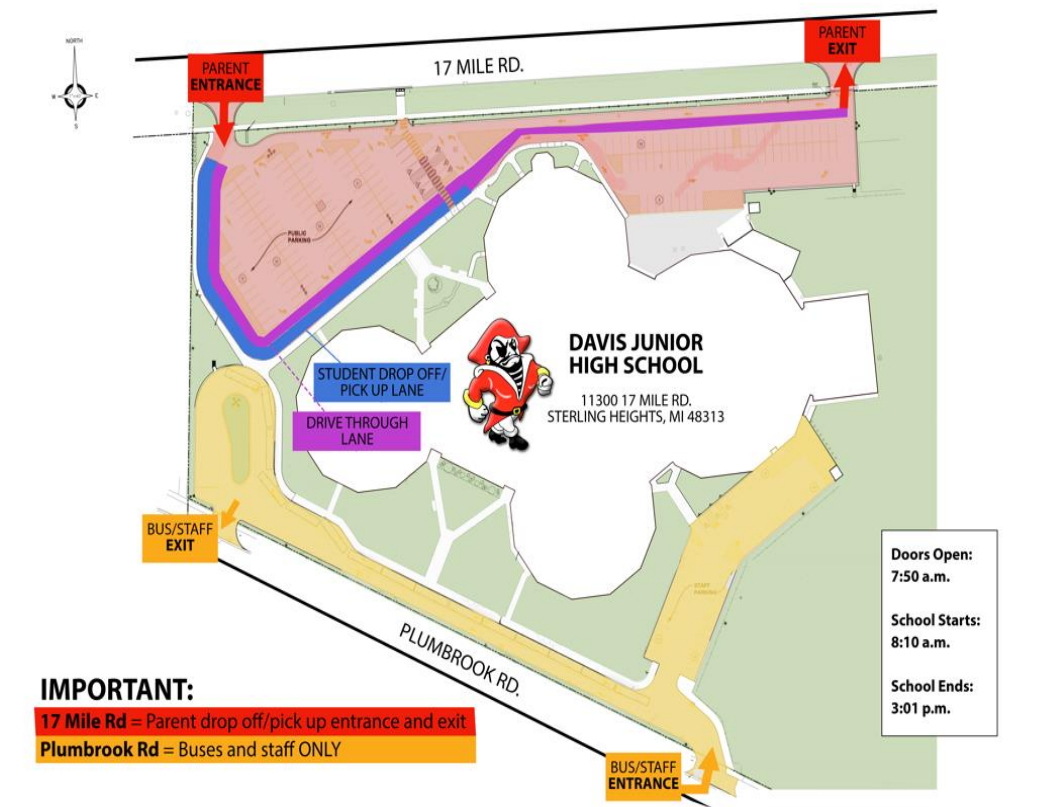 NORTH
W
E
S
17 MILE RD.
PARENT
ENTRANCE
PARENT
EXIT
PUBLIC
PARKING
STUDENT DROP OFF/
PICK UP LANE
DRIVE THROUGH
LANE
DAVIS JUNIOR
HIGH SCHOOL
11300 17 MILE RD.
STERLING HEIGHTS, MI 48313
BUS/STAFF
EXIT
STAFF
PARKING
PLUMBROOK RD.
Doors Open:
7:50 a.m.
School Starts:
8:10 a.m.
School Ends:
3:01 p.m.
IMPORTANT:
17 Mile Rd = Parent drop off/pick up entrance and exit
Plumbrook Rd = Buses and staff ONLY
BUS/STAFF
ENTRANCE